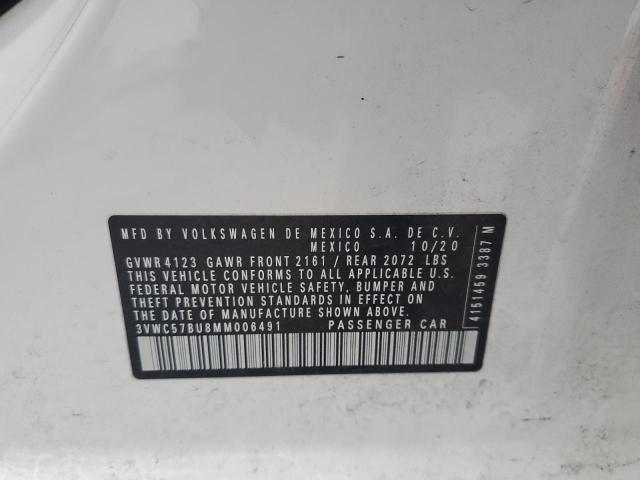 MFD BY VOLKSWAGEN DE MEXICO S.A. DE C.V.
MEXICO 10/20
GVWR 4123 GAWR FRONT 2161 / REAR 2072 LBS
THIS VEHICLE CONFORMS TO ALL APPLICABLE U.S.
FEDERAL MOTOR VEHICLE SAFETY, BUMPER AND
THEFT PREVENTION STANDARDS IN EFFECT ON
THE DATE OF MANUFACTURE SHOWN ABOVE.
3VWC57BU8MM006491 PASSENGER CAR
4151459 3387 M